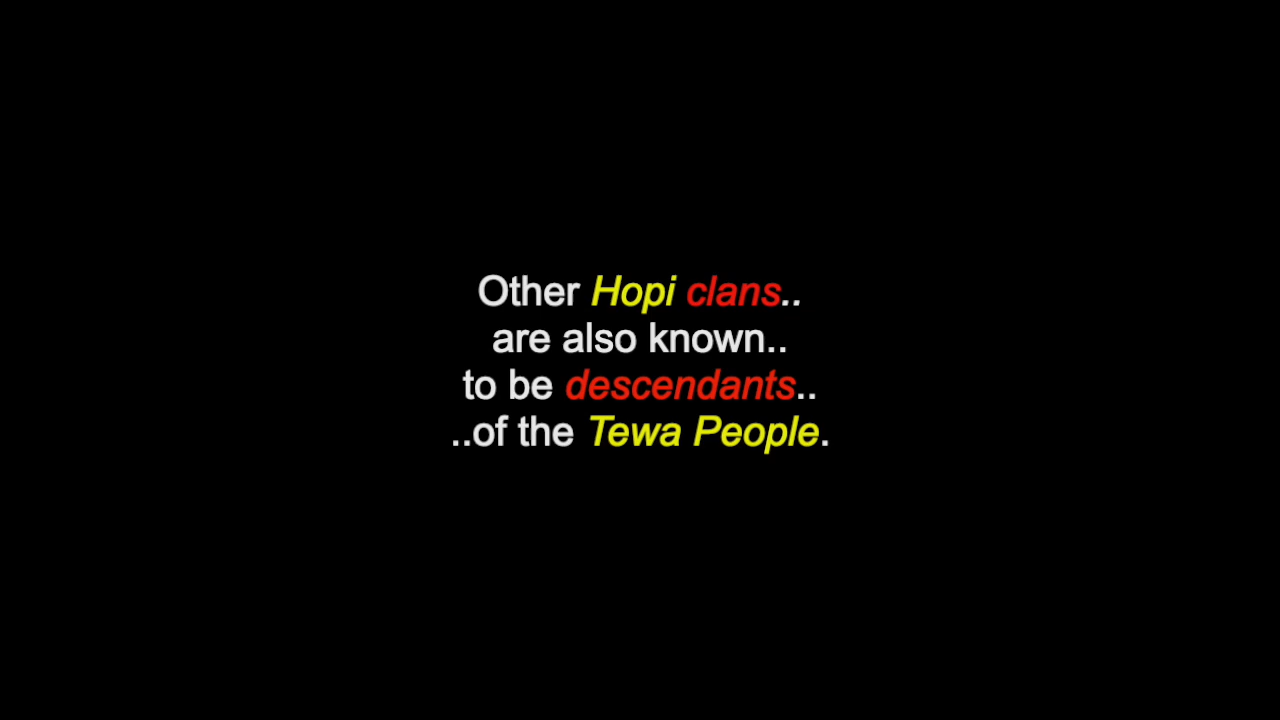 Other Hopi clans..
are also known..
to be descendants..
..of the Tewa People.